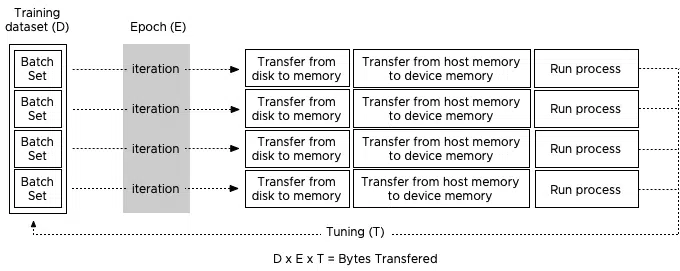 Training
dataset (D)
Epoch (E)
Batch
Set
iteration
Transfer from
disk to memory
Transfer from host memory
to device memory
Run process
Batch
Set
iteration
Transfer from
disk to memory
Transfer from host memory
to device memory
Run process
Batch
Set
iteration
Transfer from
disk to memory
Transfer from host memory
to device memory
Run process
Batch
Set
iteration
Transfer from
disk to memory
Transfer from host memory
to device memory
Run process
Tuning (T)
D x E x T = Bytes Transfered